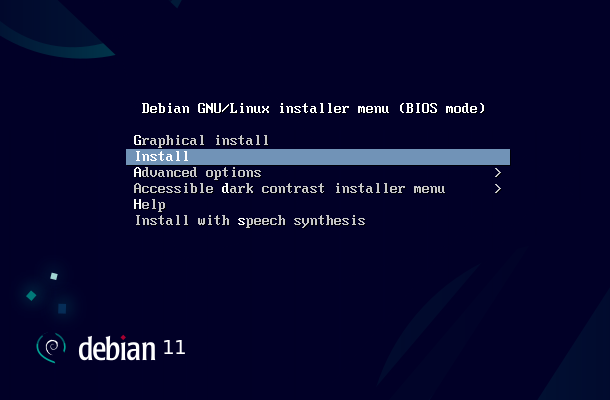 Debian GNU/Linux installer menu (BIOS mode)
Graphical install
Install
Advanced options >
Accessible dark contrast installer menu >
Help
Install with speech synthesis
debian 11